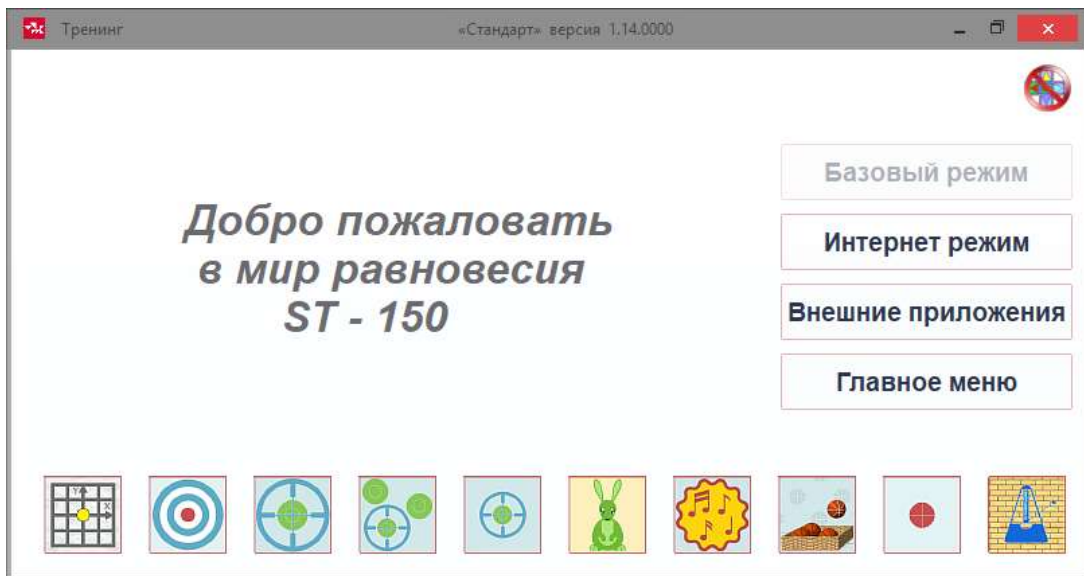 Тренинг
«Стандарт» версия 1.14.0000
Добро пожаловать
в мир равновесия
ST - 150
Базовый режим
Интернет режим
Внешние приложения
Главное меню
Y
X